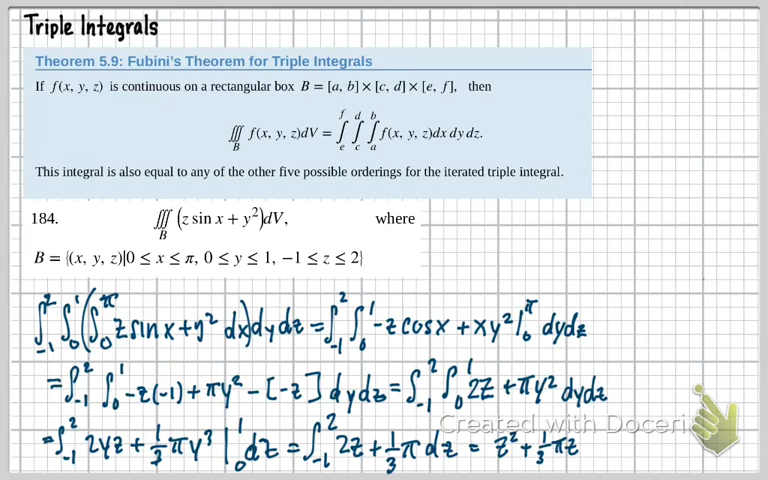 Triple Integrals
Theorem 5.9: Fubini's Theorem for Triple Integrals
If f(x, y, z) is continuous on a rectangular box B = [a, b] × [c, d] × [e, f], then
∭_B f(x, y, z)dV = ∫_e^f ∫_c^d ∫_a^b f(x, y, z)dx dy dz.
This integral is also equal to any of the other five possible orderings for the iterated triple integral.
184. ∭_B (z sin x + y²)dV, where
B = {(x, y, z)|0 ≤ x ≤ π, 0 ≤ y ≤ 1, −1 ≤ z ≤ 2}
∫_{-1}^2 ∫_0^1 (∫_0^π z sin x + y² dx) dy dz = ∫_{-1}^2 ∫_0^1 -z cos x + xy² |_0^π dy dz
= ∫_{-1}^2 ∫_0^1 -z(-1) + πy² - [-z] dy dz = ∫_{-1}^2 ∫_0^1 2z + πy² dy dz
= ∫_{-1}^2 2yz + 1/3 πy³ |_0^1 dz = ∫_{-1}^2 2z + 1/3 π dz = z² + 1/3 πz
Created with Doceri